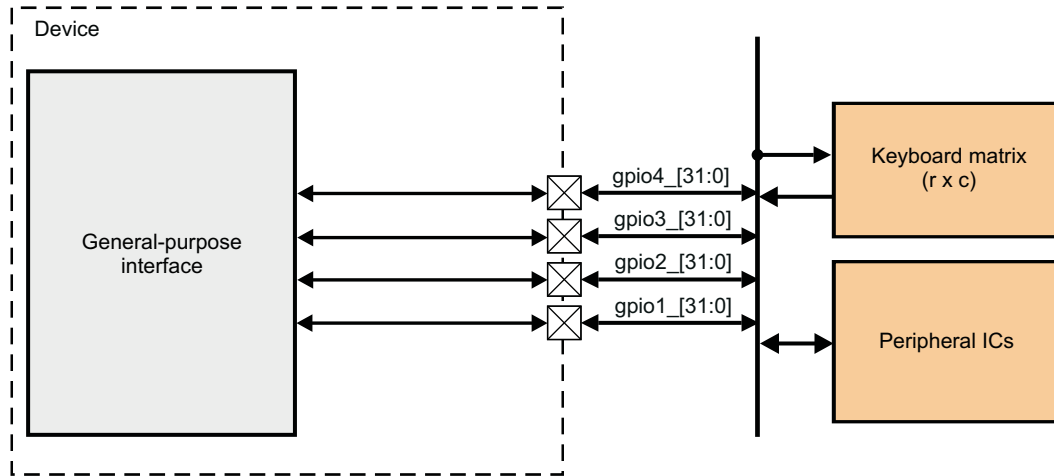 Device
General-purpose
interface
gpio4_[31:0]
gpio3_[31:0]
gpio2_[31:0]
gpio1_[31:0]
Keyboard matrix
(r x c)
Peripheral ICs